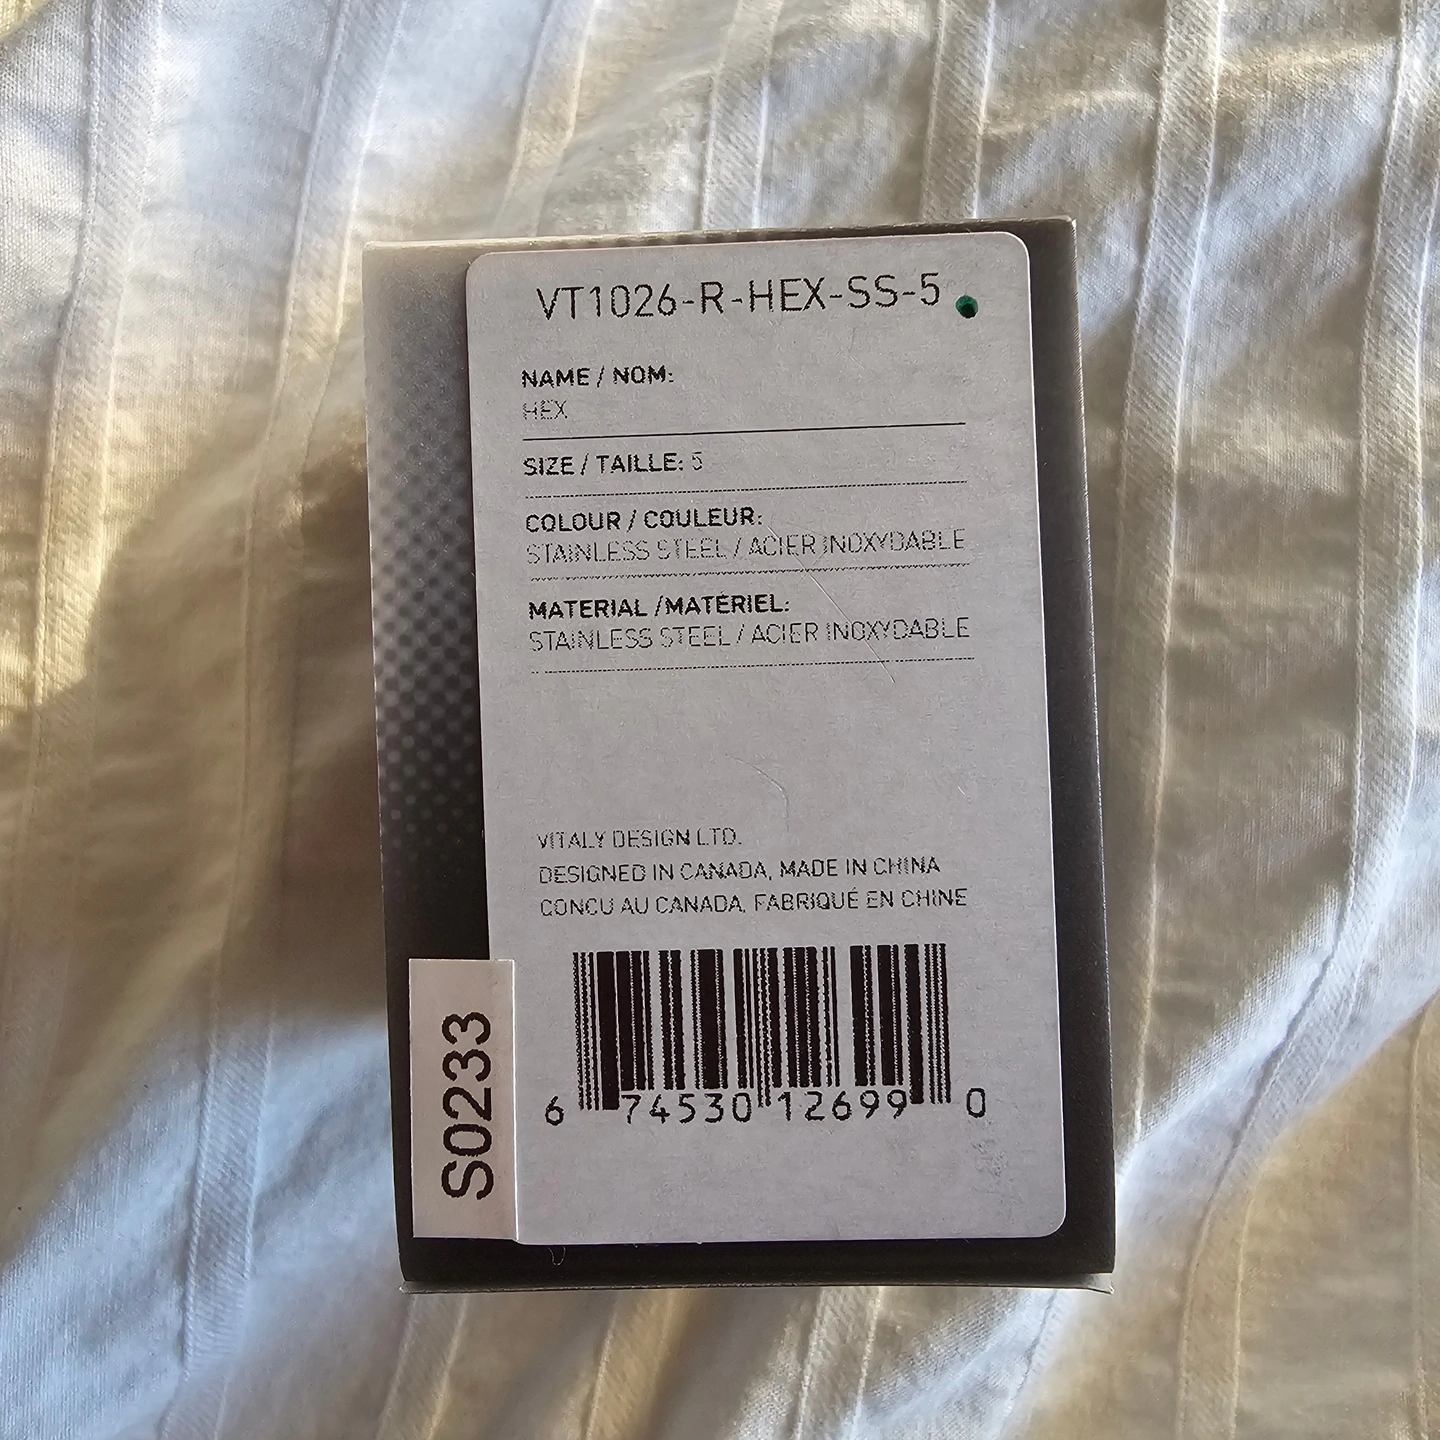 VT1026-R-HEX-SS-5
NAME / NOM:
HEX
SIZE / TAILLE: 5
COLOUR / COULEUR:
STAINLESS STEEL / ACIER INOXYDABLE
MATERIAL /MATÉRIEL:
STAINLESS STEEL / ACIER INOXYDABLE
VITALY DESIGN LTD.
DESIGNED IN CANADA, MADE IN CHINA
CONCU AU CANADA, FABRIQUÉ EN CHINE
6 74530 12699 0
S0233